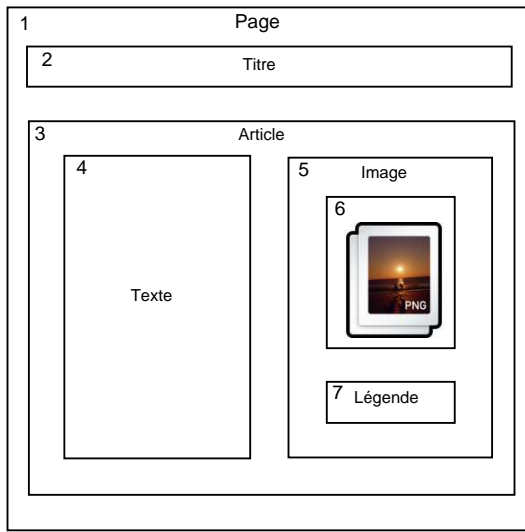 1 Page
2 Titre
3 Article
4
5 Image
6
PNG
Texte
7 Légende